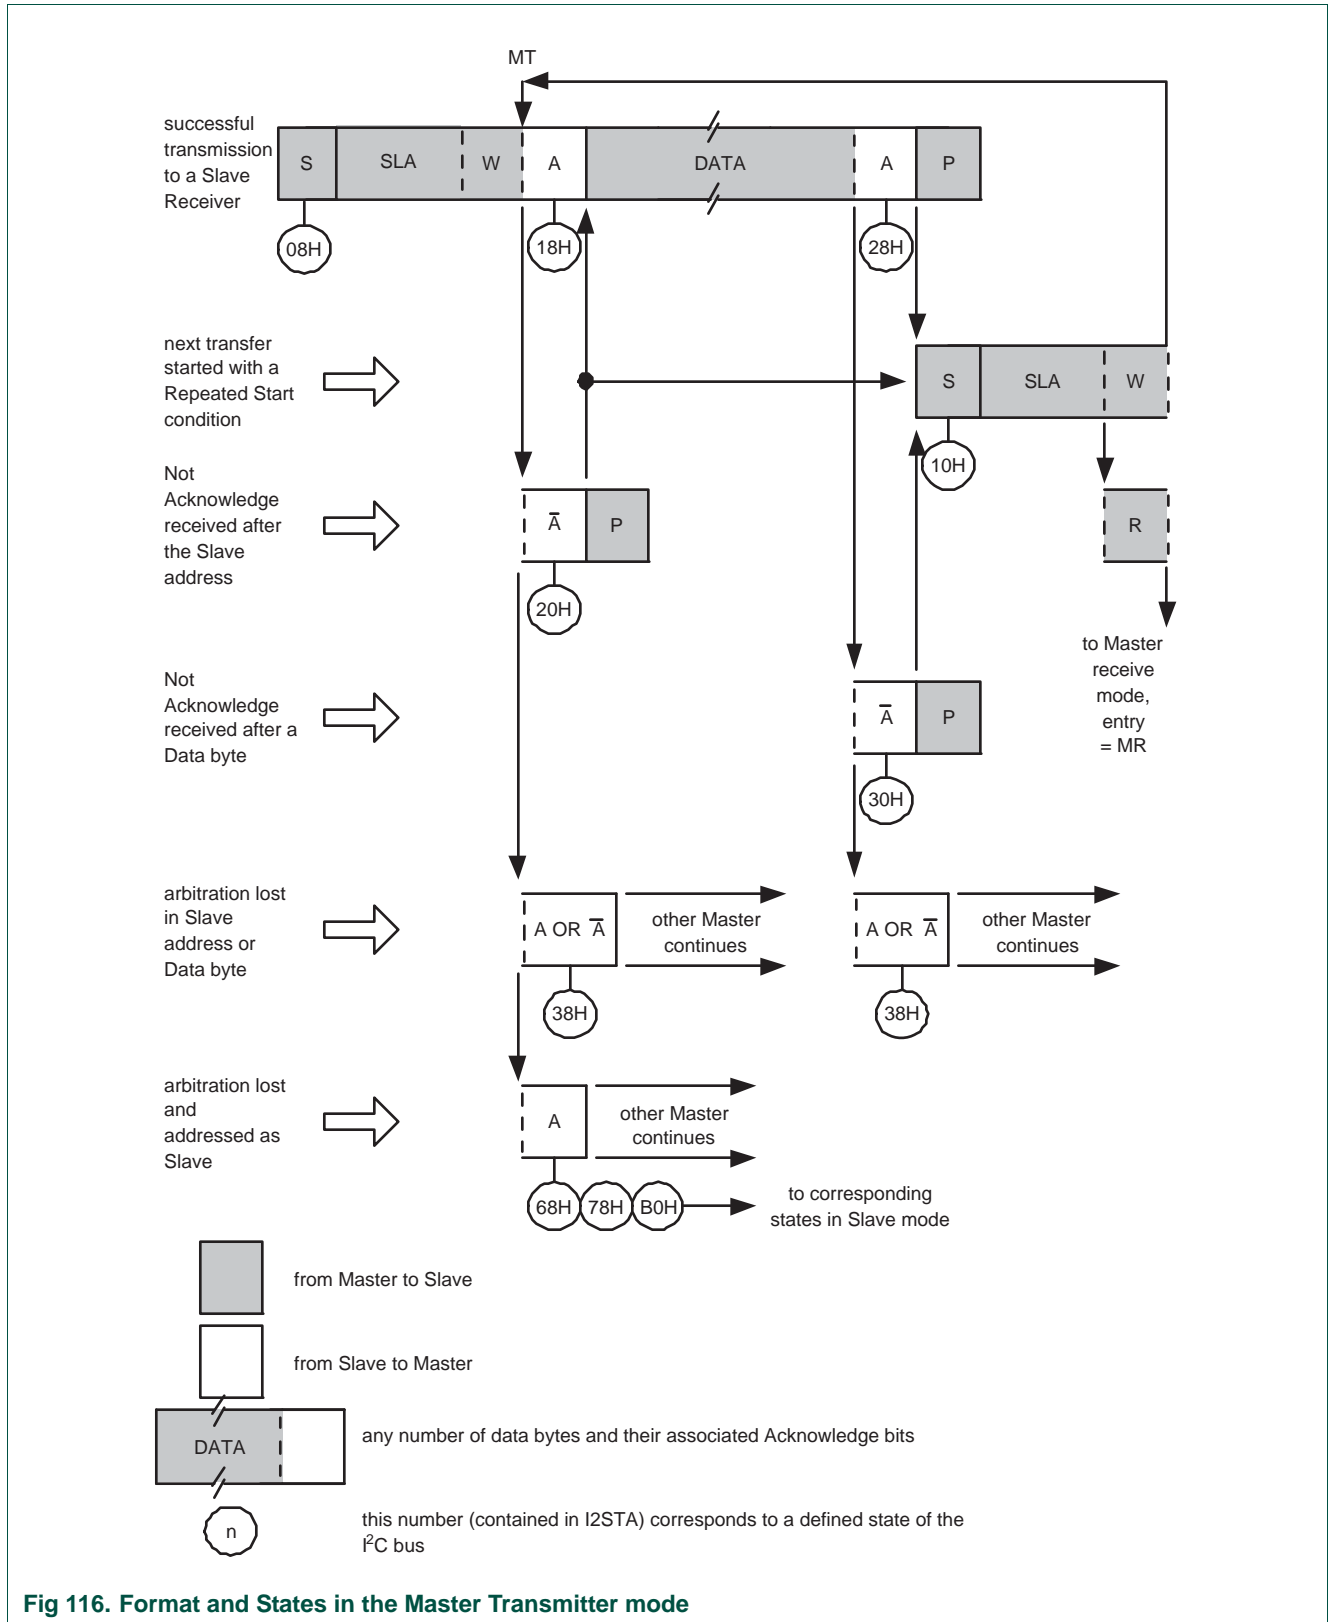 MT
successful
transmission
to a Slave
Receiver
S
SLA
W
A
DATA
A
P
08H
18H
28H
next transfer
started with a
Repeated Start
condition
S
SLA
W
10H
Not
Acknowledge
received after
the Slave
address
A̅
P
R
20H
to Master
receive
mode,
entry
= MR
Not
Acknowledge
received after a
Data byte
A̅
P
30H
arbitration lost
in Slave
address or
Data byte
A OR A̅
other Master
continues
A OR A̅
other Master
continues
38H
38H
arbitration lost
and
addressed as
Slave
A
other Master
continues
68H
78H
B0H
to corresponding
states in Slave mode
from Master to Slave
from Slave to Master
DATA
any number of data bytes and their associated Acknowledge bits
n
this number (contained in I2STA) corresponds to a defined state of the
I²C bus
Fig 116. Format and States in the Master Transmitter mode